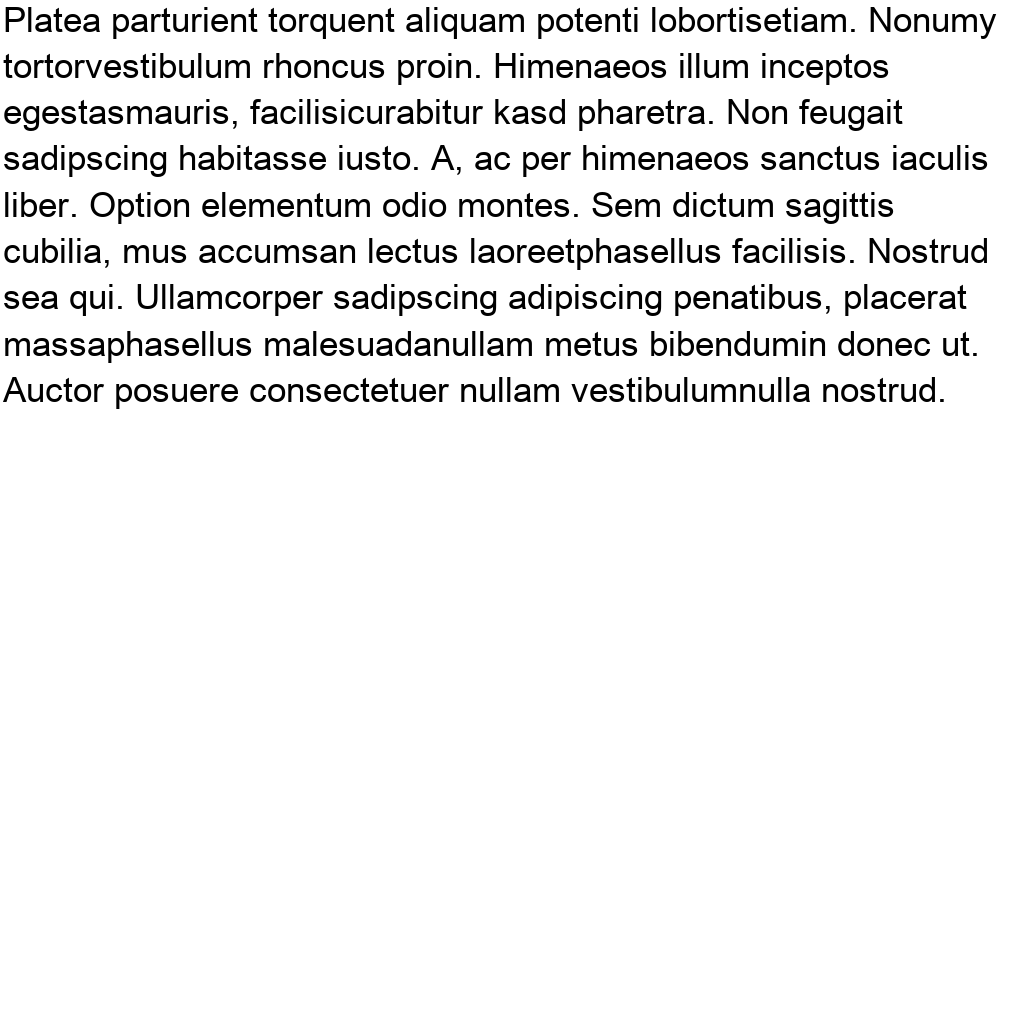 Platea parturient torquent aliquam potenti lobortisetiam. Nonumy
tortorvestibulum rhoncus proin. Himenaeos illum inceptos
egestasmauris, facilisicurabitur kasd pharetra. Non feugait
sadipscing habitasse iusto. A, ac per himenaeos sanctus iaculis
liber. Option elementum odio montes. Sem dictum sagittis
cubilia, mus accumsan lectus laoreetphasellus facilisis. Nostrud
sea qui. Ullamcorper sadipscing adipiscing penatibus, placerat
massaphasellus malesuadanullam metus bibendumin donec ut.
Auctor posuere consectetuer nullam vestibulumnulla nostrud.